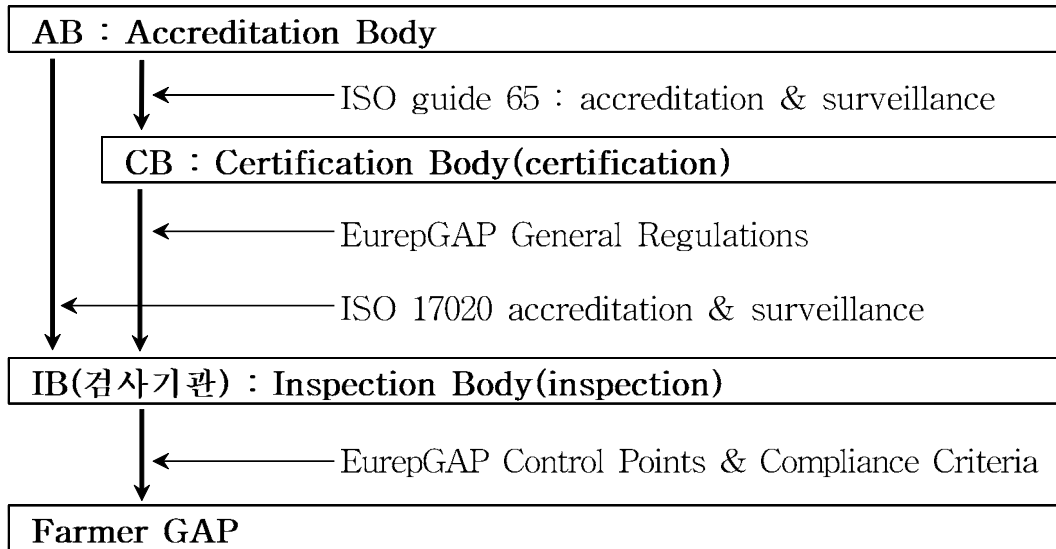 AB : Accreditation Body
ISO guide 65 : accreditation & surveillance
CB : Certification Body(certification)
EurepGAP General Regulations
ISO 17020 accreditation & surveillance
IB(검사기관) : Inspection Body(inspection)
EurepGAP Control Points & Compliance Criteria
Farmer GAP